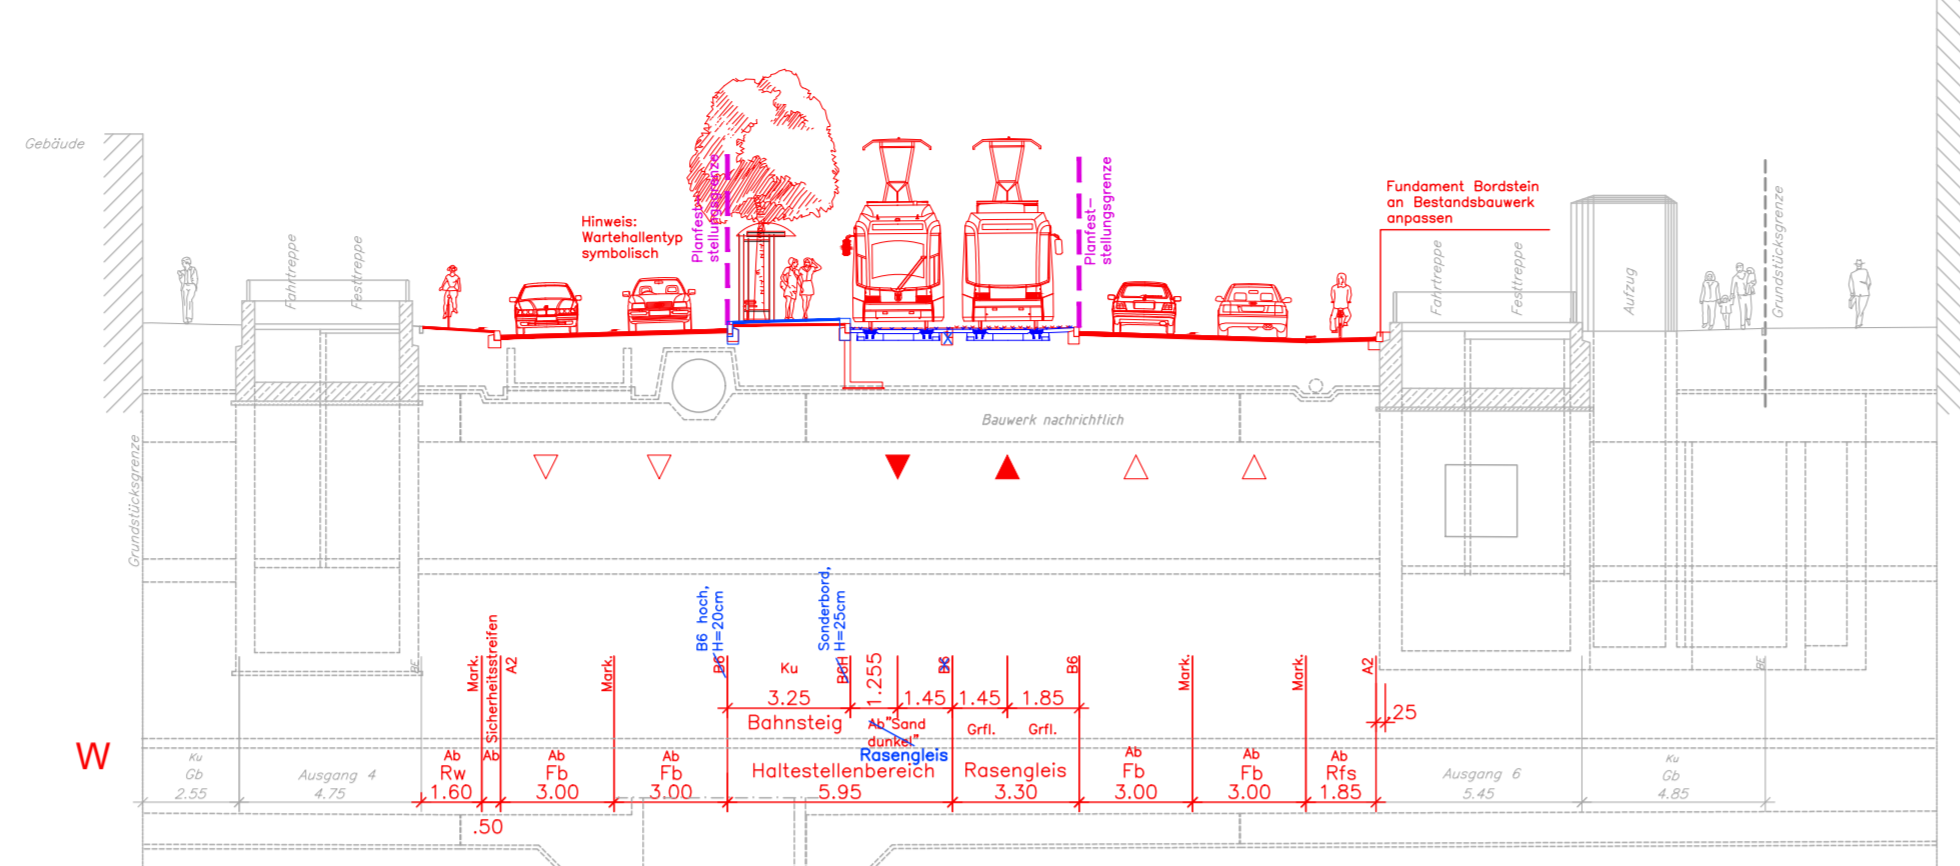 Gebäude
Hinweis:
Wartehallentyp
symbolisch
Planfest-
stellungsgrenze
Planfest-
stellungsgrenze
Fundament Bordstein
an Bestandsbauwerk
anpassen
Fahrtreppe
Festtreppe
Fahrtreppe
Festtreppe
Aufzug
Grundstücksgrenze
Bauwerk nachrichtlich
Grundstücksgrenze
B6 hoch,
H=20cm
Sonderbord,
H=25cm
BE
Mark.
Sicherheitsstreifen
A2
Mark.
B6
Ku
B6H
1.255
B6
B6
Mark.
Mark.
A2
BE
3.25
1.45
1.45
1.85
.25
Bahnsteig
Ab"Sand
dunkel"
Grfl.
Grfl.
Rasengleis
W
Ku
Gb
2.55
Ausgang 4
4.75
Ab
Rw
1.60
Ab
.50
Ab
Fb
3.00
Ab
Fb
3.00
Haltestellenbereich
5.95
Rasengleis
3.30
Ab
Fb
3.00
Ab
Fb
3.00
Ab
Rfs
1.85
Ausgang 6
5.45
Ku
Gb
4.85